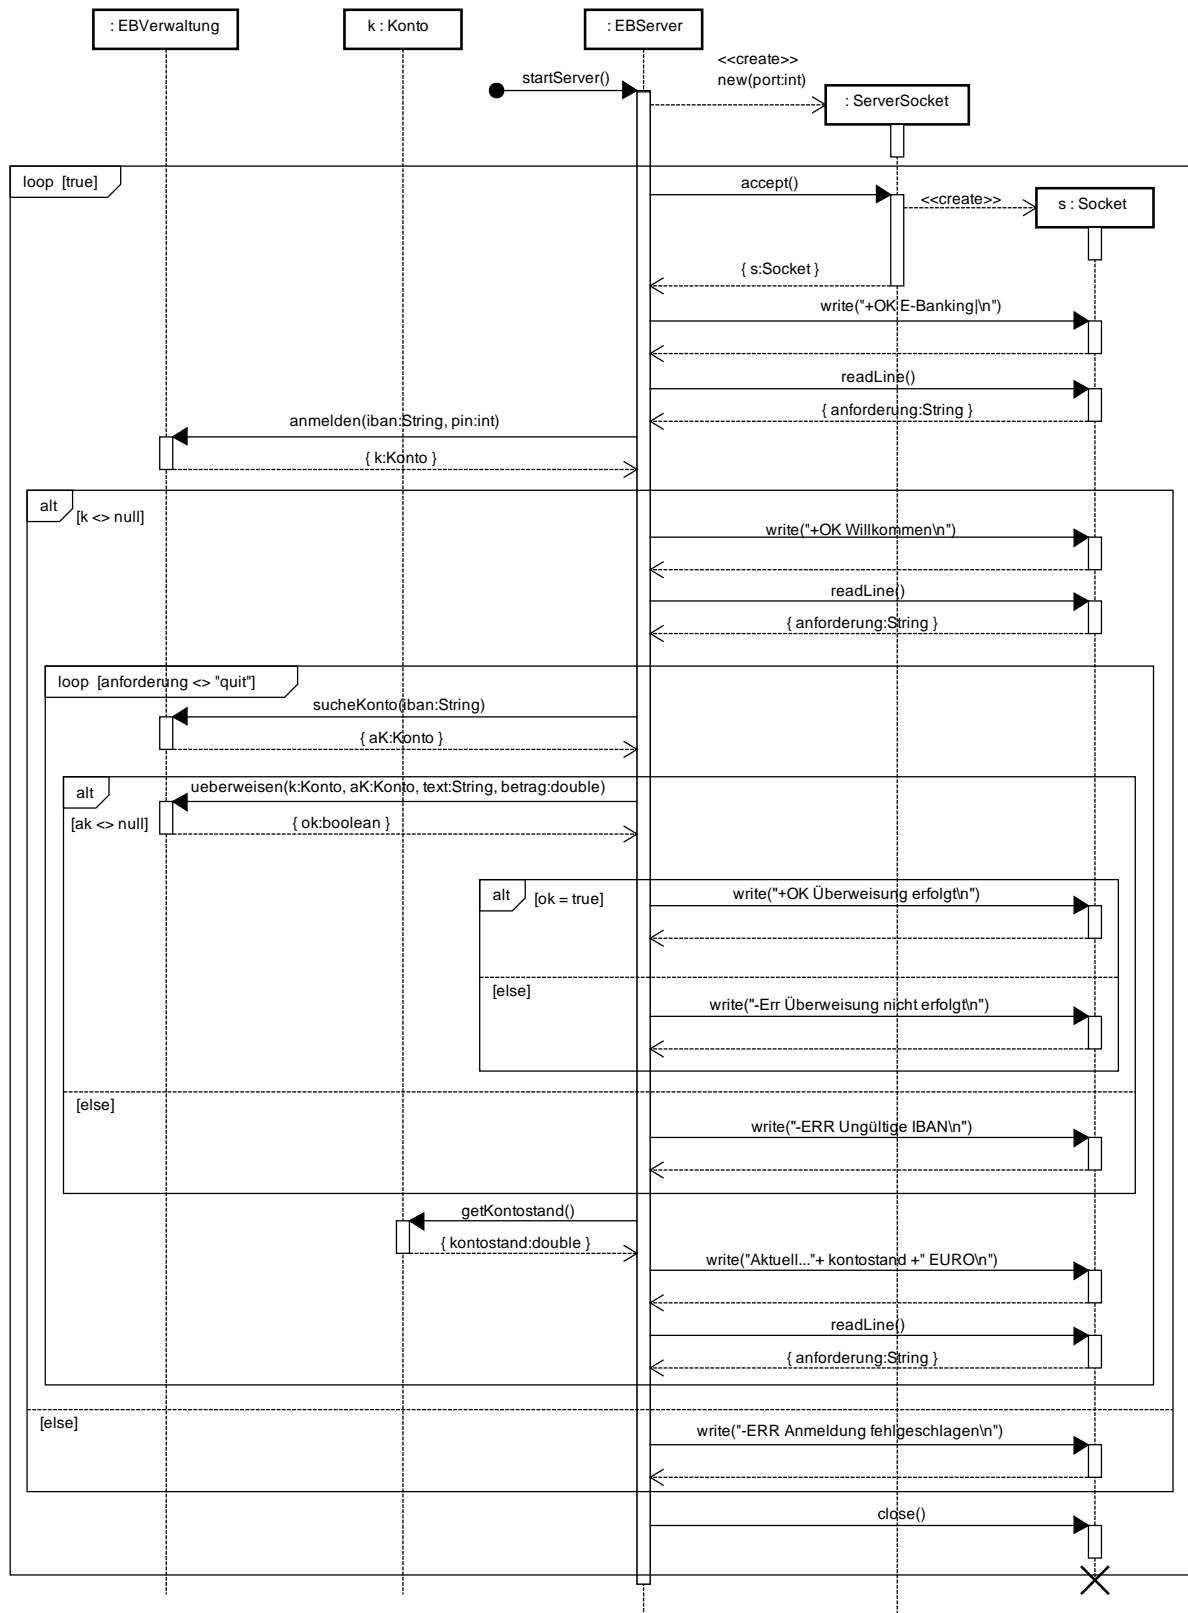 : EBVerwaltung
k : Konto
: EBServer
<<create>>
startServer()
new(port:int)
: ServerSocket
loop [true]
accept()
<<create>>
s : Socket
{ s:Socket }
write("+OK E-Banking|\n")
readLine()
{ anforderung:String }
anmelden(iban:String, pin:int)
{ k:Konto }
alt
[k <> null]
write("+OK Willkommen\n")
readLine()
{ anforderung:String }
loop [anforderung <> "quit"]
sucheKonto(iban:String)
{ aK:Konto }
alt
ueberweisen(k:Konto, aK:Konto, text:String, betrag:double)
[ak <> null]
{ ok:boolean }
alt
[ok = true]
write("+OK Überweisung erfolgt\n")
[else]
write("-Err Überweisung nicht erfolgt\n")
[else]
write("-ERR Ungültige IBAN\n")
getKontostand()
{ kontostand:double }
write("Aktuell..."+ kontostand +" EURO\n")
readLine()
{ anforderung:String }
[else]
write("-ERR Anmeldung fehlgeschlagen\n")
close()